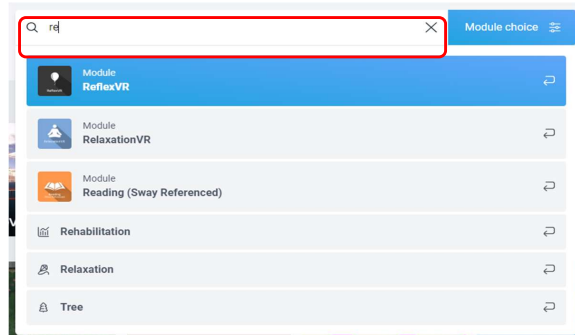 re
Module choice
Module
ReflexVR
Module
RelaxationVR
Module
Reading (Sway Referenced)
Rehabilitation
Relaxation
Tree